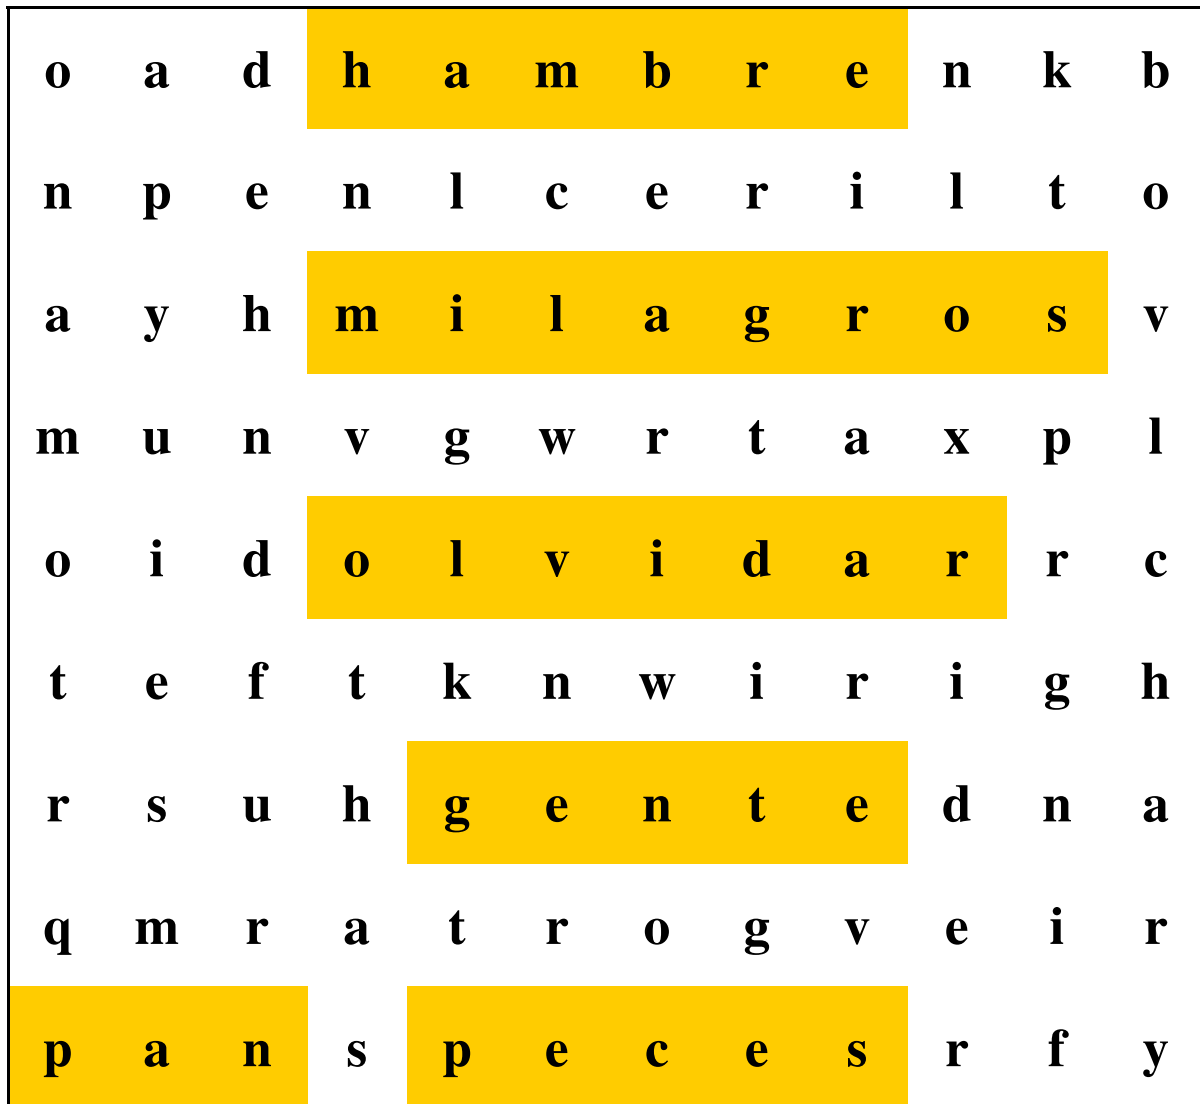 o a d h a m b r e n k b
n p e n l c e r i l t o
a y h m i l a g r o s v
m u n v g w r t a x p l
o i d o l v i d a r r c
t e f t k n w i r i g h
r s u h g e n t e d n a
q m r a t r o g v e i r
p a n s p e c e s r f y